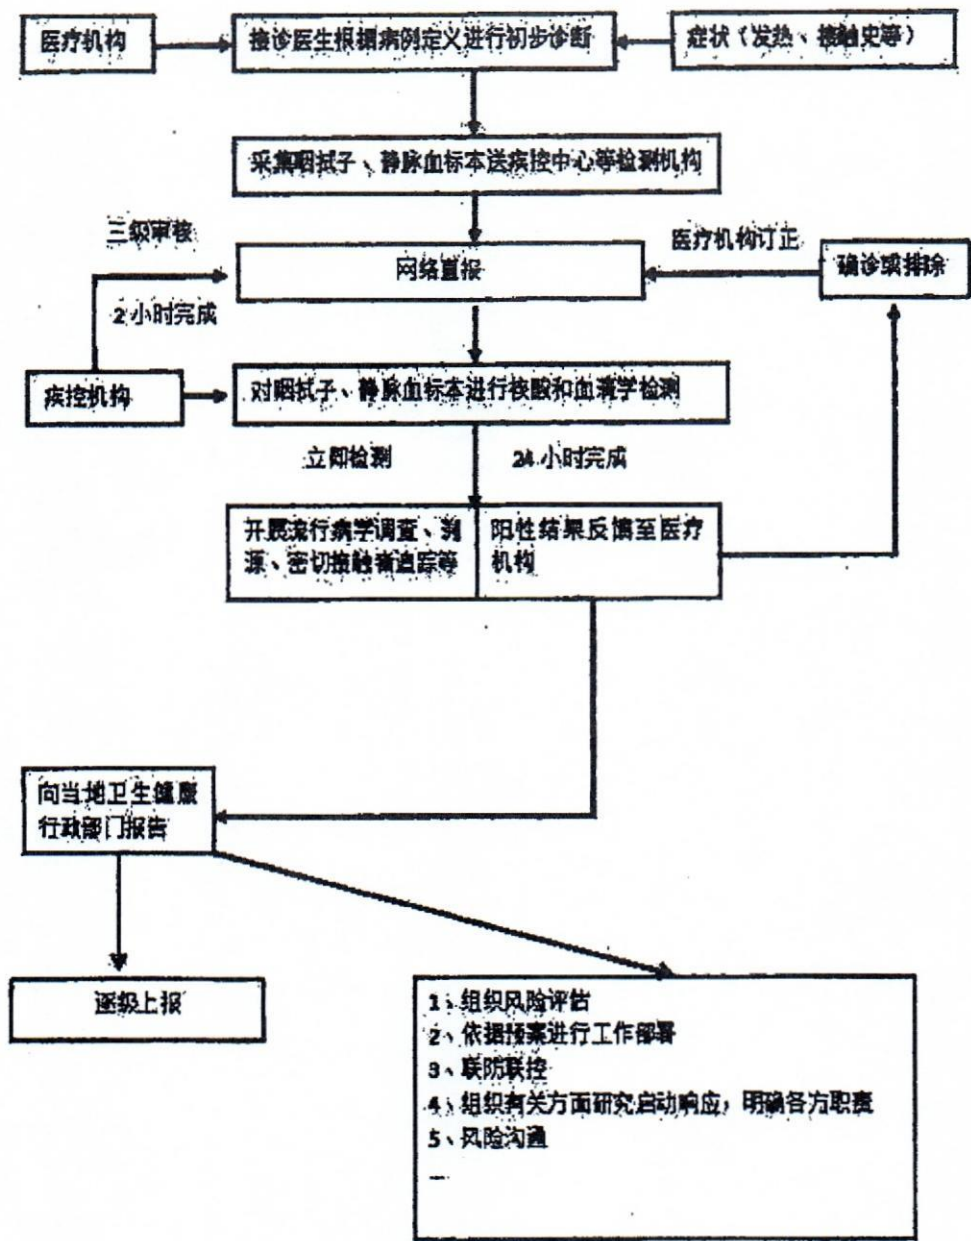 医疗机构
接诊医生根据病例定义进行初步诊断
症状（发热、接触史等）
采集咽拭子、静脉血标本送疾控中心等检测机构
三级审核
医疗机构订正
网络直报
确诊或排除
2小时完成
疾控机构
对咽拭子、静脉血标本进行核酸和血清学检测
立即检测
24小时完成
开展流行病学调查、溯
源、密切接触者追踪等
阳性结果反馈至医疗
机构
向当地卫生健康
行政部门报告
逐级上报
1、组织风险评估
2、依据预案进行工作部署
3、联防联控
4、组织有关方面研究启动响应，明确各方职责
5、风险沟通
…